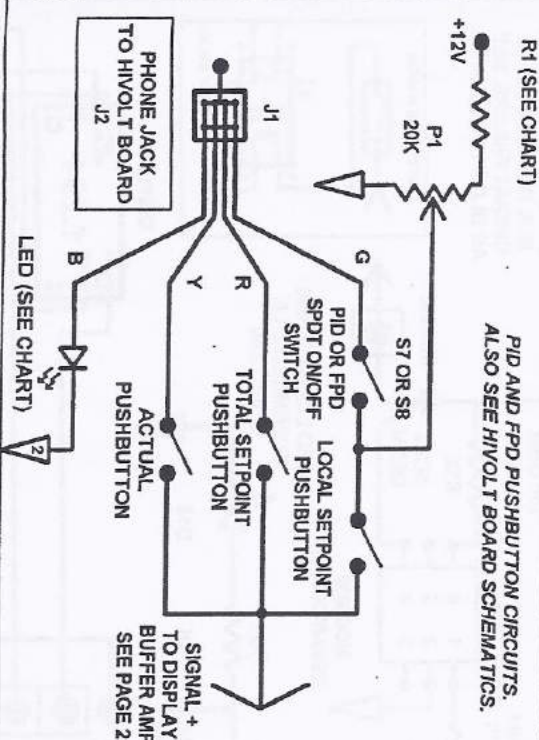 PID AND FPD PUSHBUTTON CIRCUITS.
ALSO SEE HIVOLT BOARD SCHEMATICS.
R1 (SEE CHART)
+12V
P1
20K
S7 OR S8
G
PID OR FPD
SPDT ON/OFF
SWITCH
LOCAL SETPOINT
PUSHBUTTON
J1
R
TOTAL SETPOINT
PUSHBUTTON
PHONE JACK
TO HIVOLT BOARD
J2
Y
ACTUAL
PUSHBUTTON
SIGNAL +
TO DISPLAY
BUFFER AMP
SEE PAGE 2
B
LED (SEE CHART)
2